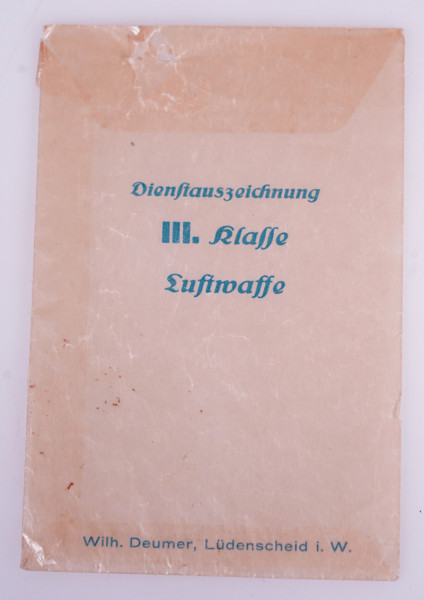 Dienſtauszeichnung
III. Klaſſe
Luftwaffe
Wilh. Deumer, Lüdenscheid i. W.